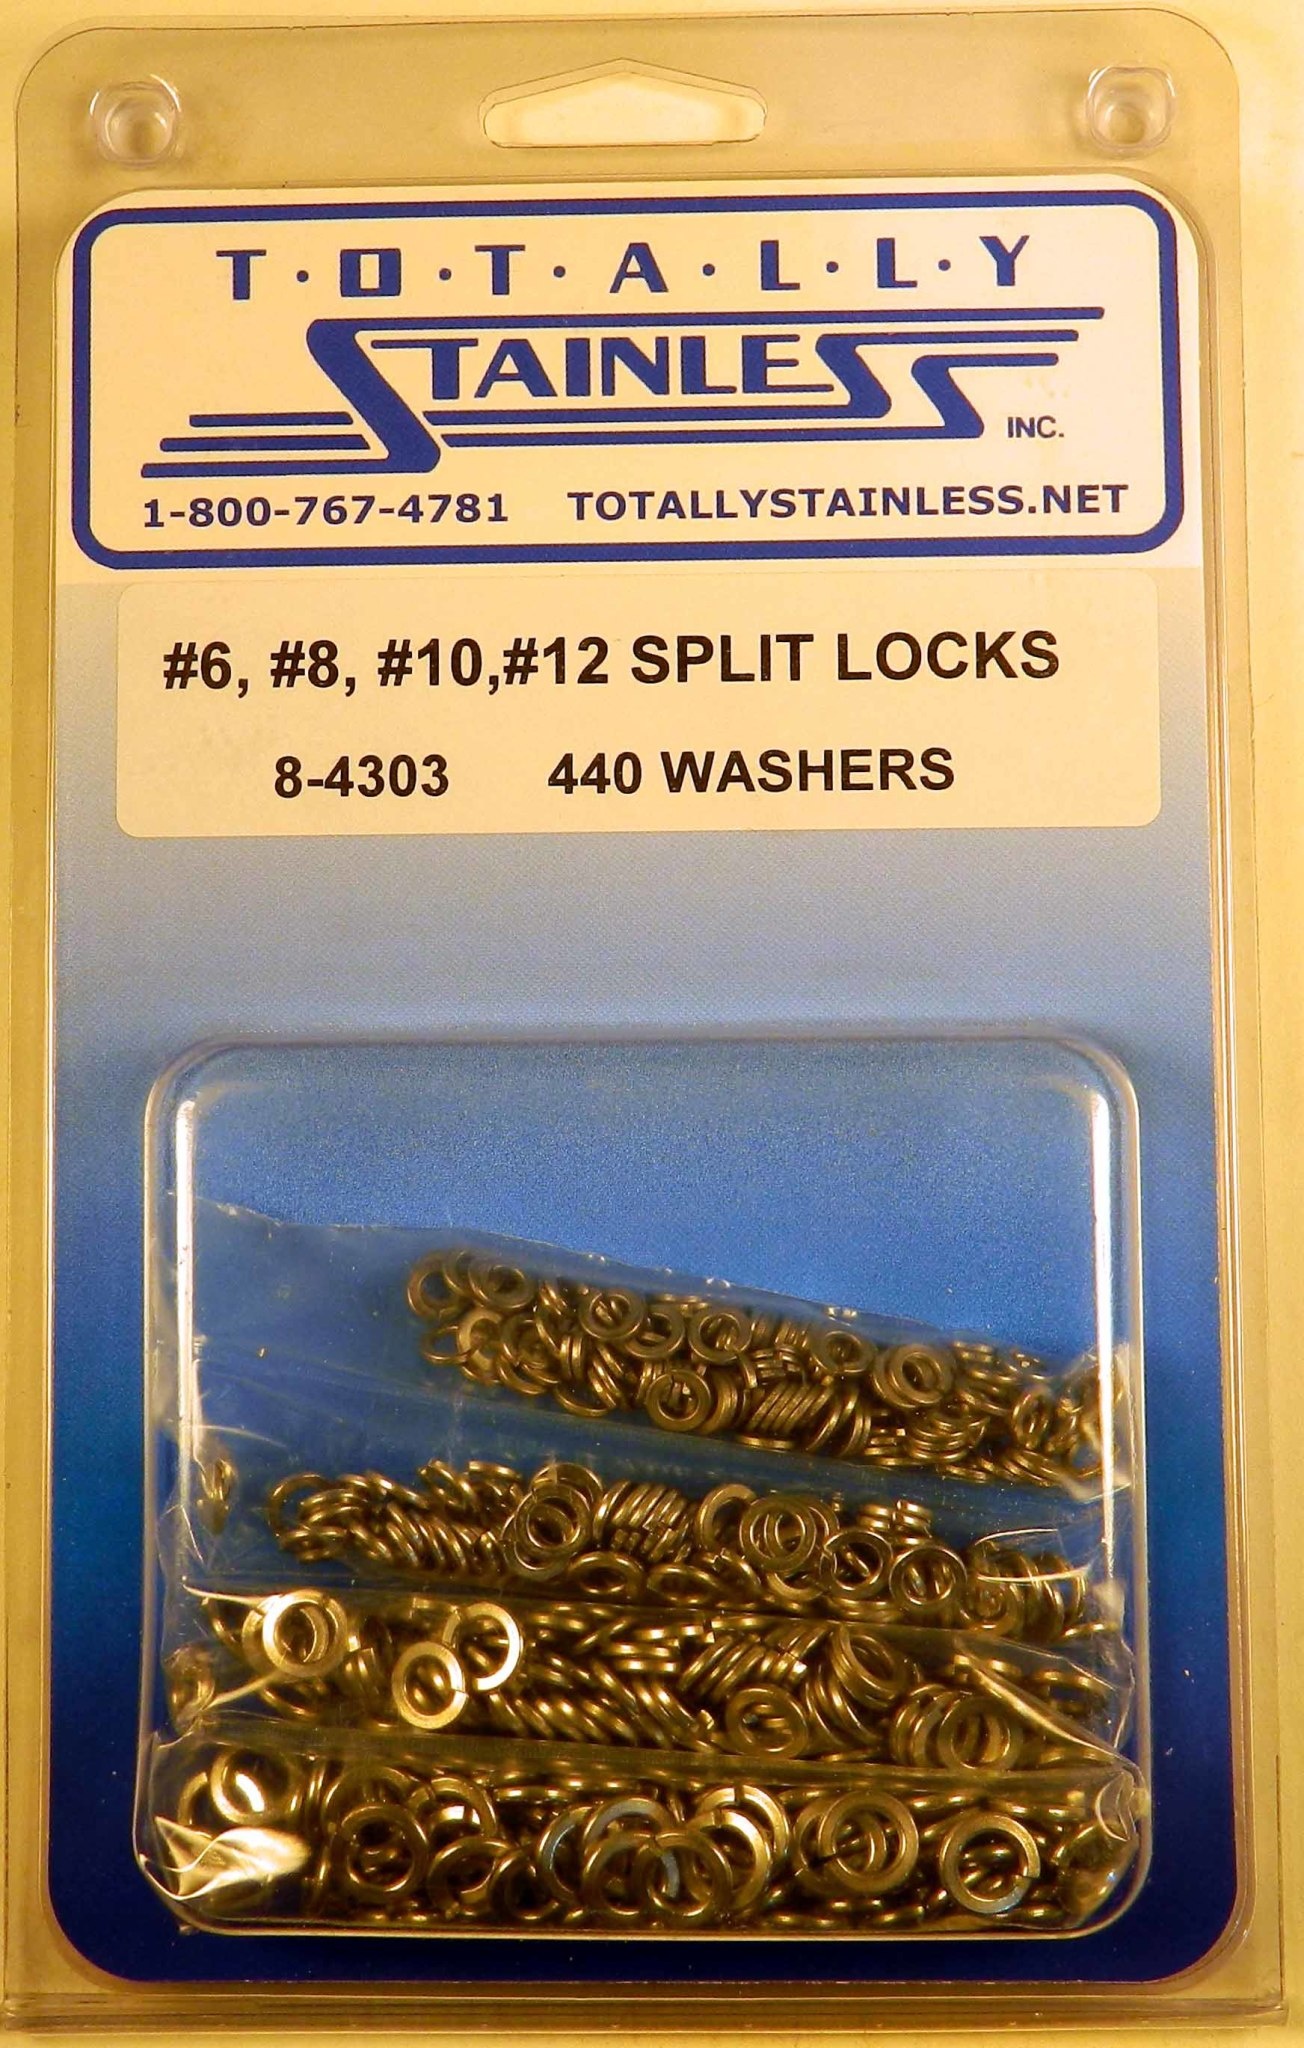 T·O·T·A·L·L·Y
STAINLESS INC.
1-800-767-4781 TOTALLYSTAINLESS.NET
#6, #8, #10,#12 SPLIT LOCKS
8-4303 440 WASHERS